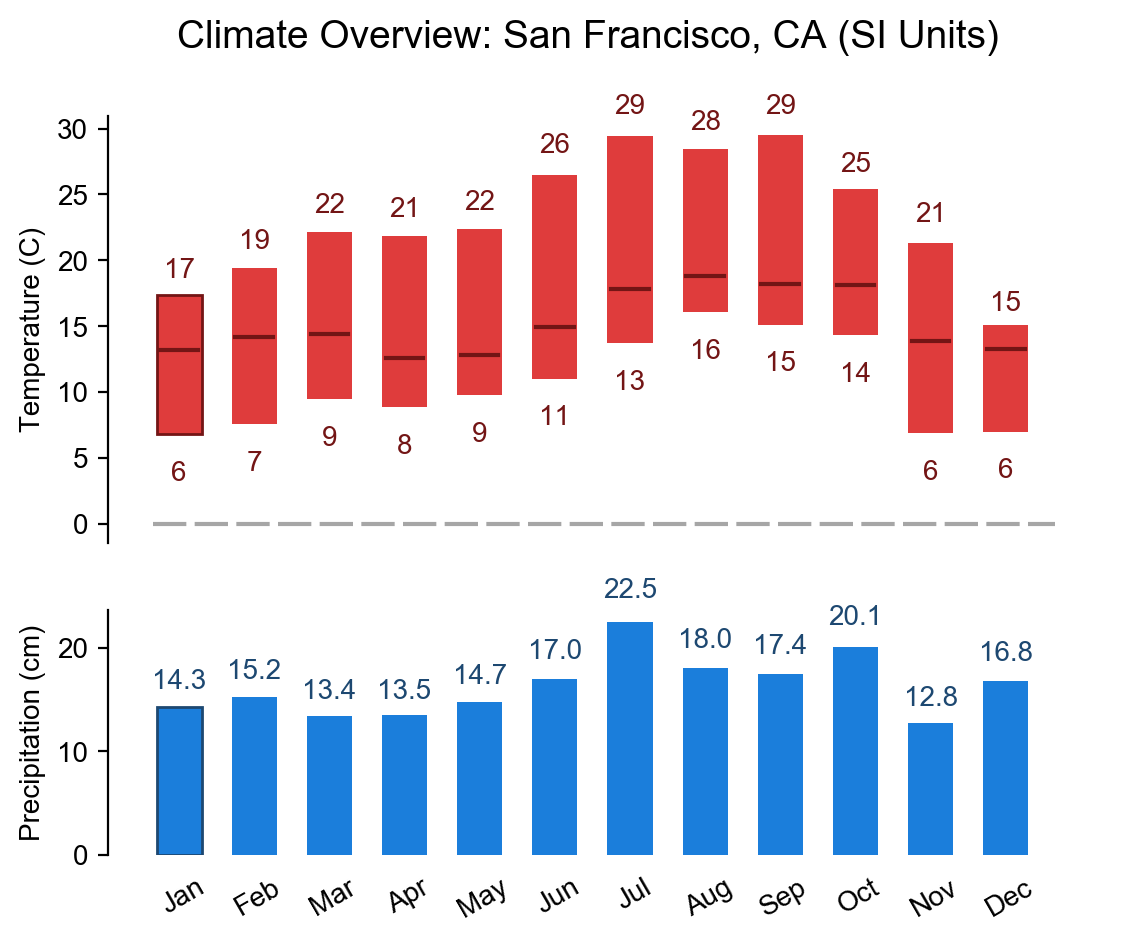 Climate Overview: San Francisco, CA (SI Units)
Temperature (C)
30
25
20
15
10
5
0
17 19 22 21 22 26 29 28 29 25 21 15
6 7 9 8 9 11 13 16 15 14 6 6
Precipitation (cm)
20
10
0
14.3 15.2 13.4 13.5 14.7 17.0 22.5 18.0 17.4 20.1 12.8 16.8
Jan Feb Mar Apr May Jun Jul Aug Sep Oct Nov Dec